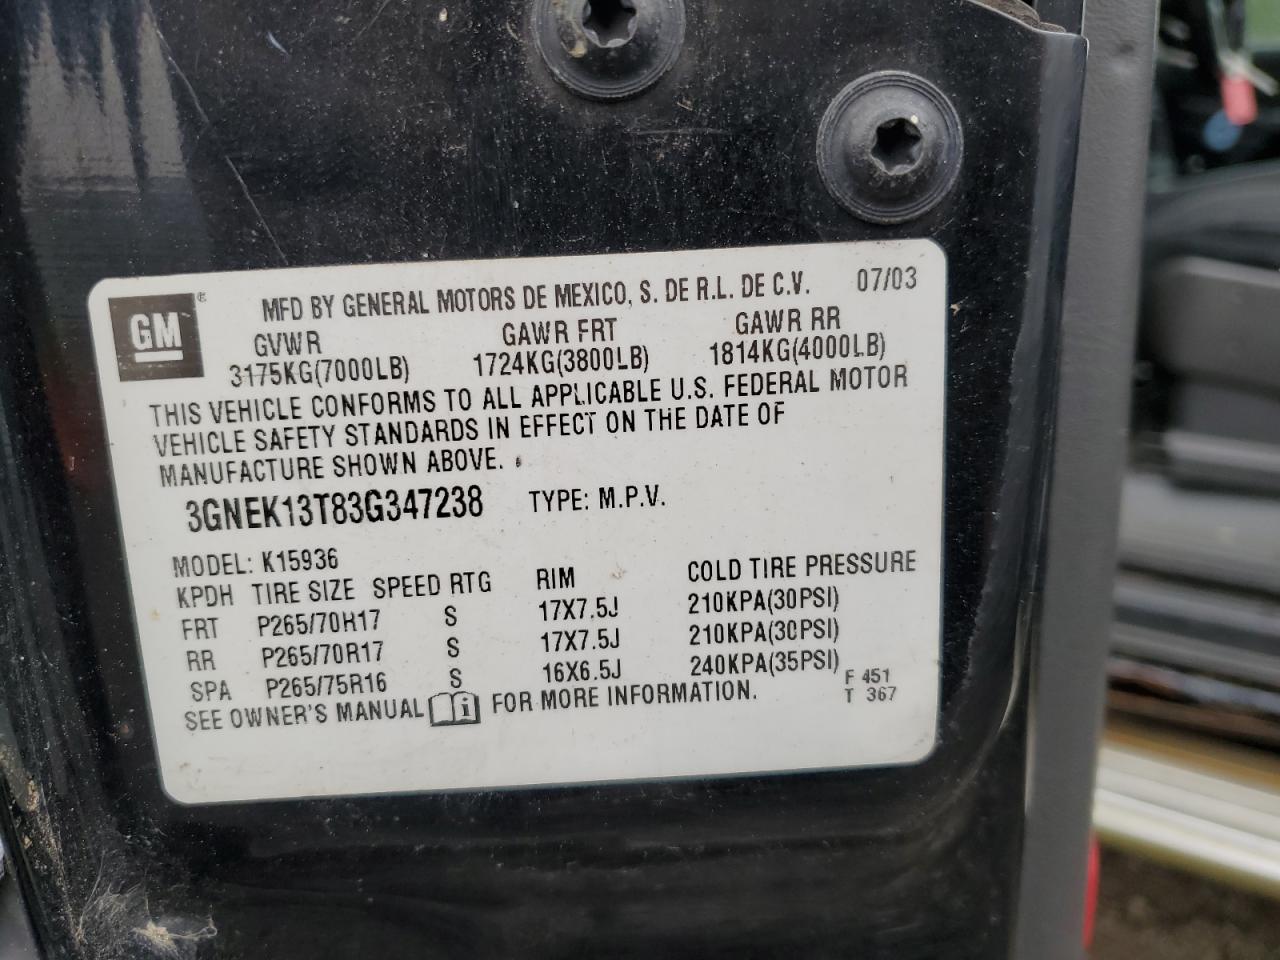 GM ® MFD BY GENERAL MOTORS DE MEXICO, S. DE R.L. DE C.V. 07/03
GVWR GAWR FRT GAWR RR
3175KG(7000LB) 1724KG(3800LB) 1814KG(4000LB)
THIS VEHICLE CONFORMS TO ALL APPLICABLE U.S. FEDERAL MOTOR
VEHICLE SAFETY STANDARDS IN EFFECT ON THE DATE OF
MANUFACTURE SHOWN ABOVE.
3GNEK13T83G347238 TYPE: M.P.V.
MODEL: K15936
KPDH TIRE SIZE SPEED RTG RIM COLD TIRE PRESSURE
FRT P265/70R17 S 17X7.5J 210KPA(30PSI)
RR P265/70R17 S 17X7.5J 210KPA(30PSI)
SPA P265/75R16 S 16X6.5J 240KPA(35PSI)
SEE OWNER'S MANUAL i FOR MORE INFORMATION.
F 451
T 367